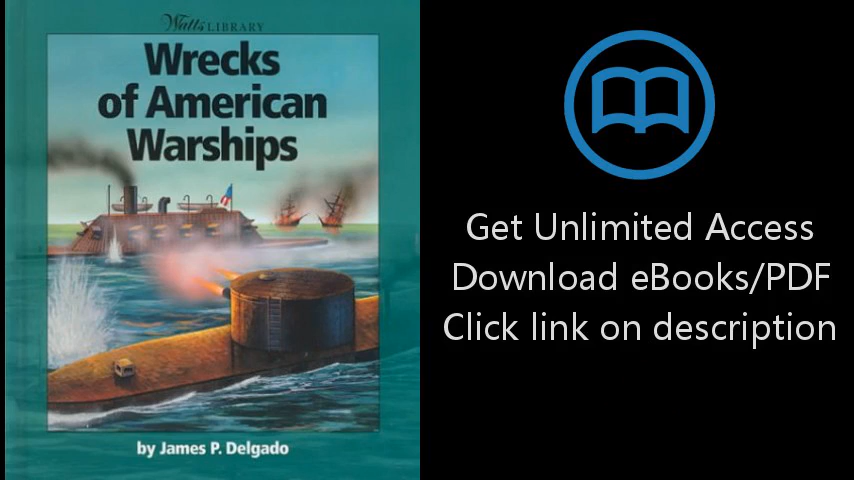 Watts LIBRARY
Wrecks
of American
Warships
by James P. Delgado
Get Unlimited Access
Download eBooks/PDF
Click link on description